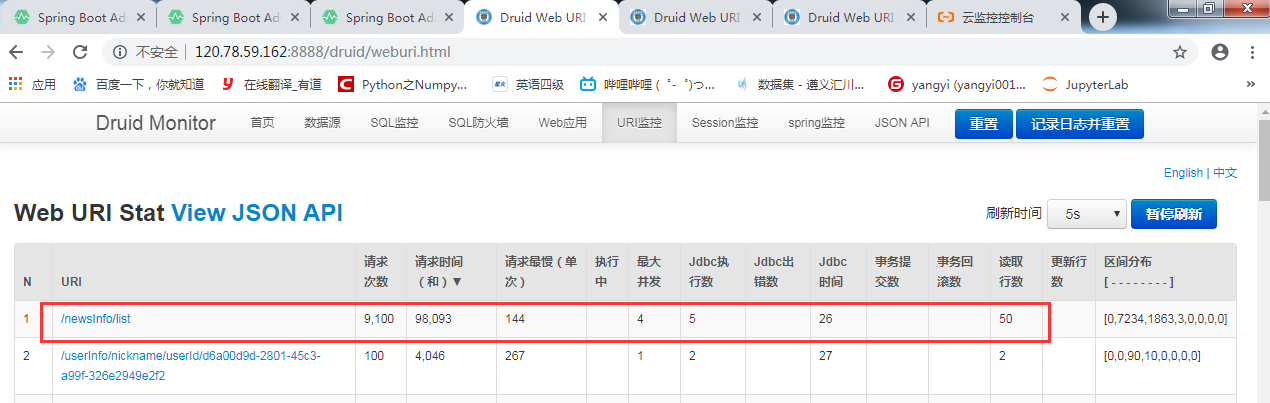 Spring Boot Ad
Spring Boot Ad
Spring Boot Ad
Druid Web URI
Druid Web URI
Druid Web URI
云监控控制台
不安全 | 120.78.59.162:8888/druid/weburi.html
应用
百度一下，你就知道
在线翻译_有道
Python之Numpy...
英语四级
哔哩哔哩 ( ゜- ゜)つ...
数据集 - 遵义汇川...
yangyi (yangyi001...
JupyterLab
Druid Monitor
首页
数据源
SQL监控
SQL防火墙
Web应用
URI监控
Session监控
spring监控
JSON API
重置
记录日志并重置
English | 中文
Web URI Stat View JSON API
刷新时间 5s 暂停刷新
N URI 请求次数 请求时间（和）▼ 请求最慢（单次） 执行中 最大并发 Jdbc执行数 Jdbc出错数 Jdbc时间 事务提交数 事务回滚数 读取行数 更新行数 区间分布 [ - - - - - - - - ]
1 /newsInfo/list 9,100 98,093 144 4 5 26 50 [0,7234,1863,3,0,0,0,0]
2 /userInfo/nickname/userId/d6a00d9d-2801-45c3-a99f-326e2949e2f2 100 4,046 267 1 2 27 2 [0,0,90,10,0,0,0,0]